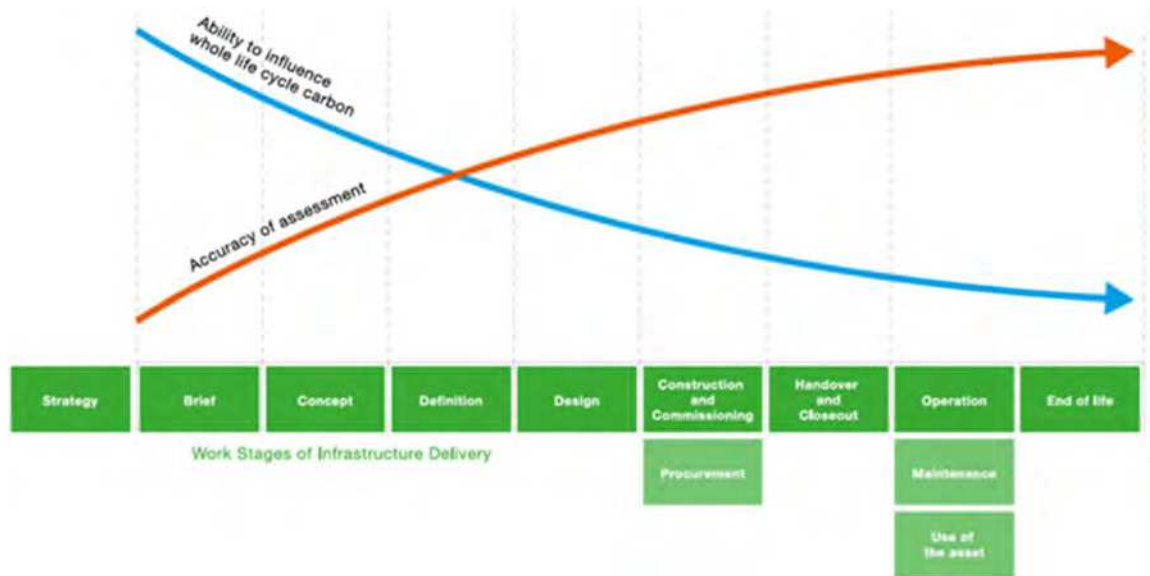 Ability to influence
whole life cycle carbon
Accuracy of assessment
Strategy
Brief
Concept
Definition
Design
Construction
and
Commissioning
Handover
and
Closeout
Operation
End of life
Work Stages of Infrastructure Delivery
Procurement
Maintenance
Use of
the asset